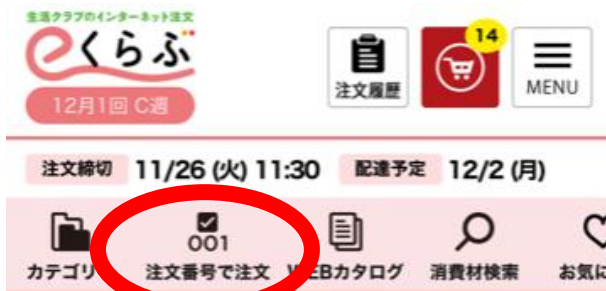 生活クラブのインターネット注文
eくらぶ
12月1回 C週
注文履歴
14
MENU
注文締切 11/26 (火) 11:30 配達予定 12/2 (月)
001
カテゴリ 注文番号で注文 WEBカタログ 消費材検索 お気に